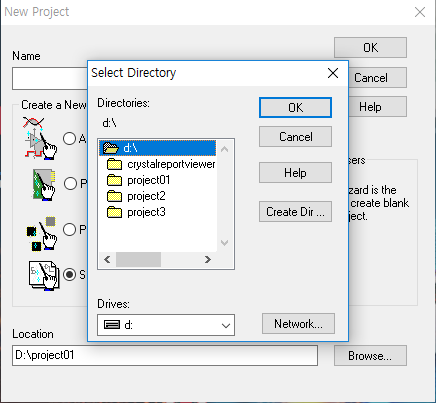 New Project
Name
OK
Cancel
Help
Create a New
A
P
P
S
sers
zard is the
create blank
ject.
Location
D:\project01
Browse...
Select Directory
Directories:
d:\
d:\
crystalreportviewer
project01
project2
project3
OK
Cancel
Help
Create Dir ...
Drives:
d:
Network...